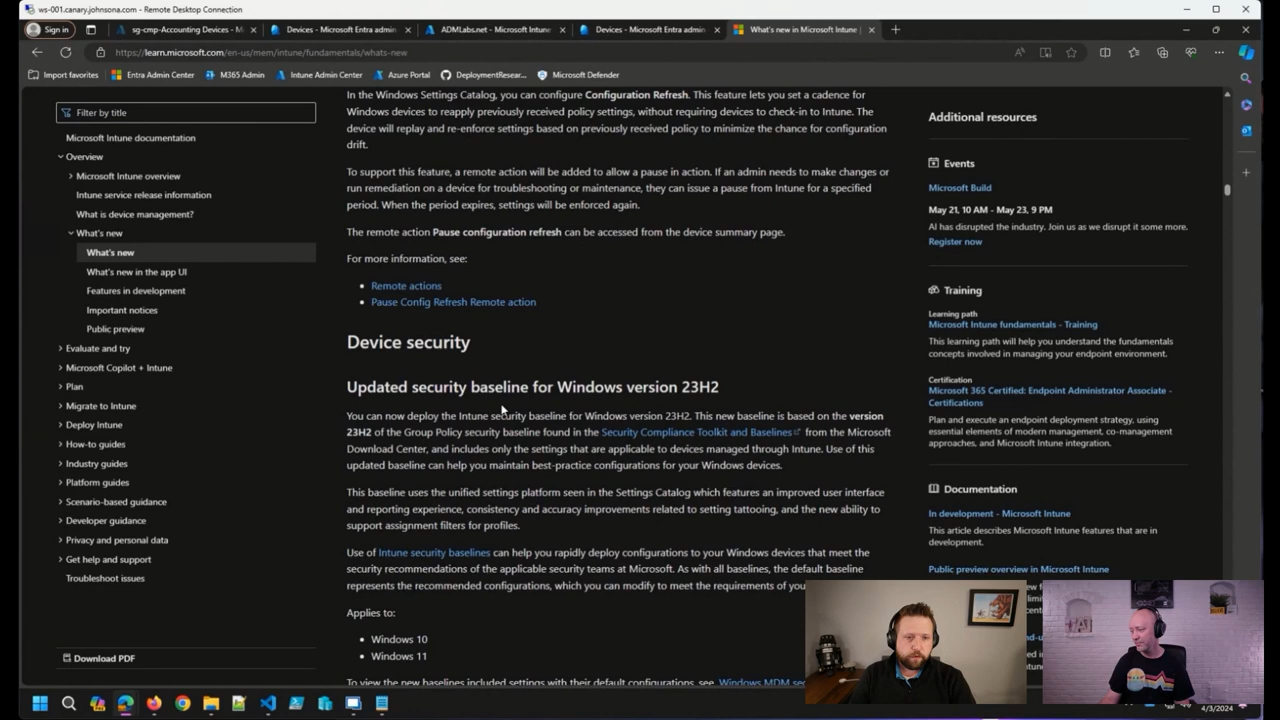 ws-001.canary.johnsona.com - Remote Desktop Connection
Sign in
sg-cmp-Accounting Devices - M
Devices - Microsoft Entra admin
ADMLabs.net - Microsoft Intune
Devices - Microsoft Entra admin
What's new in Microsoft Intune |
https://learn.microsoft.com/en-us/mem/intune/fundamentals/whats-new
Import favorites
Entra Admin Center
M365 Admin
Intune Admin Center
Azure Portal
DeploymentResear...
Microsoft Defender
Filter by title
Microsoft Intune documentation
Overview
Microsoft Intune overview
Intune service release information
What is device management?
What's new
What's new
What's new in the app UI
Features in development
Important notices
Public preview
Evaluate and try
Microsoft Copilot + Intune
Plan
Migrate to Intune
Deploy Intune
How-to guides
Industry guides
Platform guides
Scenario-based guidance
Developer guidance
Privacy and personal data
Get help and support
Troubleshoot issues
Download PDF
In the Windows Settings Catalog, you can configure Configuration Refresh. This feature lets you set a cadence for
Windows devices to reapply previously received policy settings, without requiring devices to check-in to Intune. The
device will replay and re-enforce settings based on previously received policy to minimize the chance for configuration
drift.
To support this feature, a remote action will be added to allow a pause in action. If an admin needs to make changes or
run remediation on a device for troubleshooting or maintenance, they can issue a pause from Intune for a specified
period. When the period expires, settings will be enforced again.
The remote action Pause configuration refresh can be accessed from the device summary page.
For more information, see:
• Remote actions
• Pause Config Refresh Remote action
Device security
Updated security baseline for Windows version 23H2
You can now deploy the Intune security baseline for Windows version 23H2. This new baseline is based on the version
23H2 of the Group Policy security baseline found in the Security Compliance Toolkit and Baselines from the Microsoft
Download Center, and includes only the settings that are applicable to devices managed through Intune. Use of this
updated baseline can help you maintain best-practice configurations for your Windows devices.
This baseline uses the unified settings platform seen in the Settings Catalog which features an improved user interface
and reporting experience, consistency and accuracy improvements related to setting tattooing, and the new ability to
support assignment filters for profiles.
Use of Intune security baselines can help you rapidly deploy configurations to your Windows devices that meet the
security recommendations of the applicable security teams at Microsoft. As with all baselines, the default baseline
represents the recommended configurations, which you can modify to meet the requirements of you
Applies to:
• Windows 10
• Windows 11
To view the new baselines included settings with their default configurations, see, Windows MDM sec
Additional resources
Events
Microsoft Build
May 21, 10 AM - May 23, 9 PM
AI has disrupted the industry. Join us as we disrupt it some more.
Register now
Training
Learning path
Microsoft Intune fundamentals - Training
This learning path will help you understand the fundamentals
concepts involved in managing your endpoint environment.
Certification
Microsoft 365 Certified: Endpoint Administrator Associate -
Certifications
Plan and execute an endpoint deployment strategy, using
essential elements of modern management, co-management
approaches, and Microsoft Intune integration.
Documentation
In development - Microsoft Intune
This article describes Microsoft Intune features that are in
development.
Public preview overview in Microsoft Intune
4/3/2024